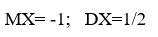 MX= -1;   DX=1/2